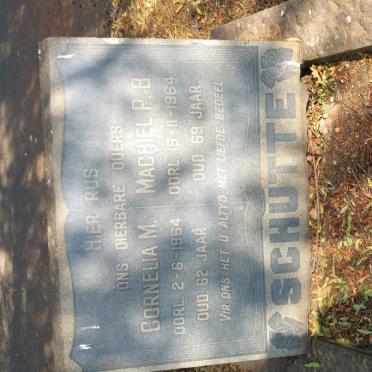 HIER RUS
ONS DIERBARE OUERS
CORNELIA M. MACHIEL P. B.
OORL. 2-6-1964 OORL. 19-11-1964
OUD 62 JAAR. OUD 69 JAAR.
VIR ONS HET U ALTYD MET LIEFDE BEDEEL
SCHUTTE